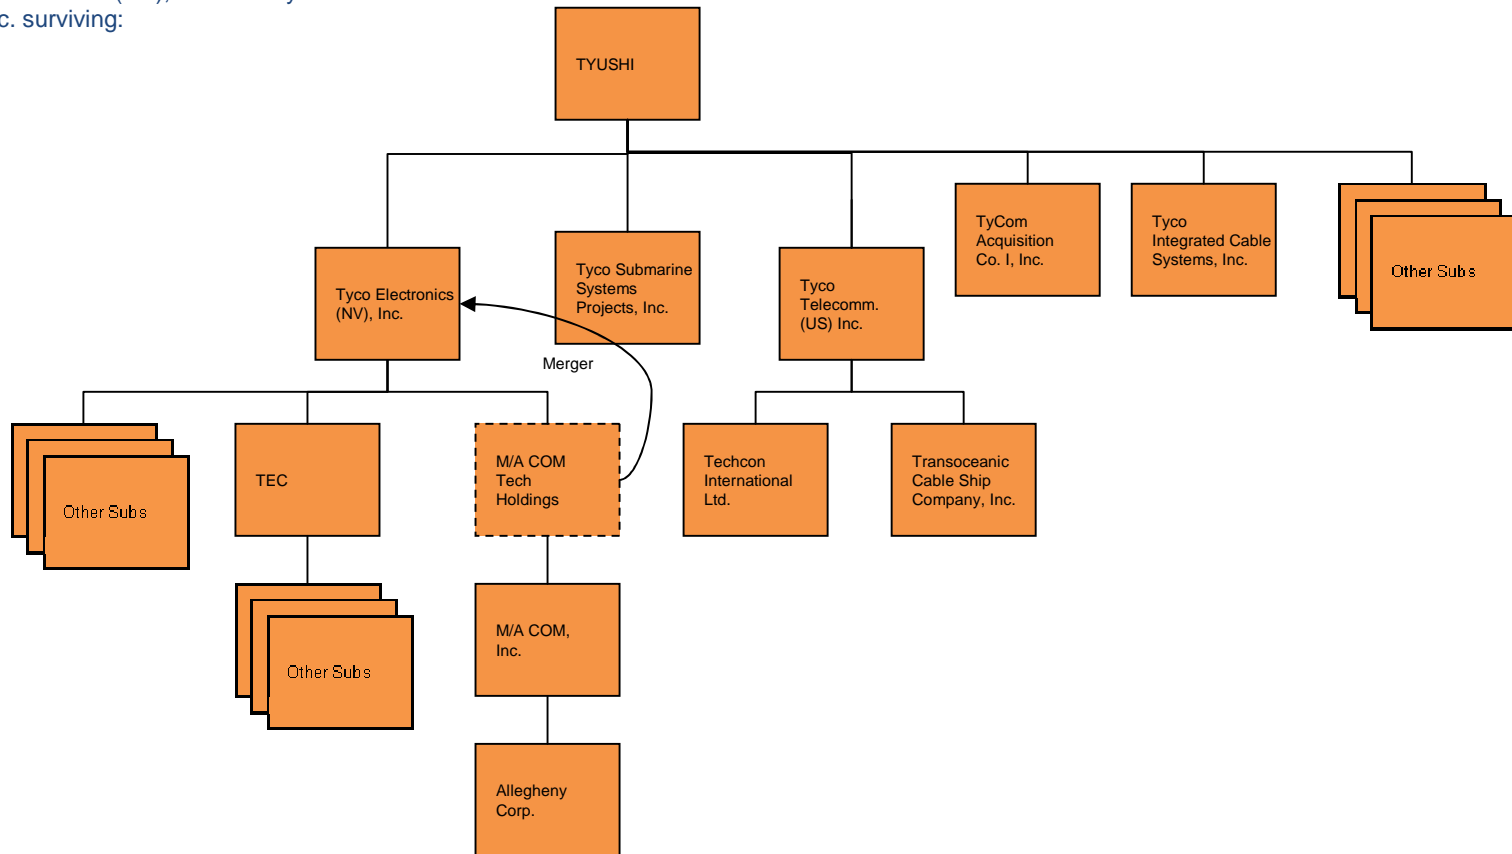 c. surviving:
TYUSHI
TyCom
Acquisition
Co. I, Inc.
Tyco
Integrated Cable
Systems, Inc.
Other Subs
Tyco Electronics
(NV), Inc.
Tyco Submarine
Systems
Projects, Inc.
Tyco
Telecomm.
(US) Inc.
Merger
Other Subs
TEC
M/A COM
Tech
Holdings
Techcon
International
Ltd.
Transoceanic
Cable Ship
Company, Inc.
Other Subs
M/A COM,
Inc.
Allegheny
Corp.